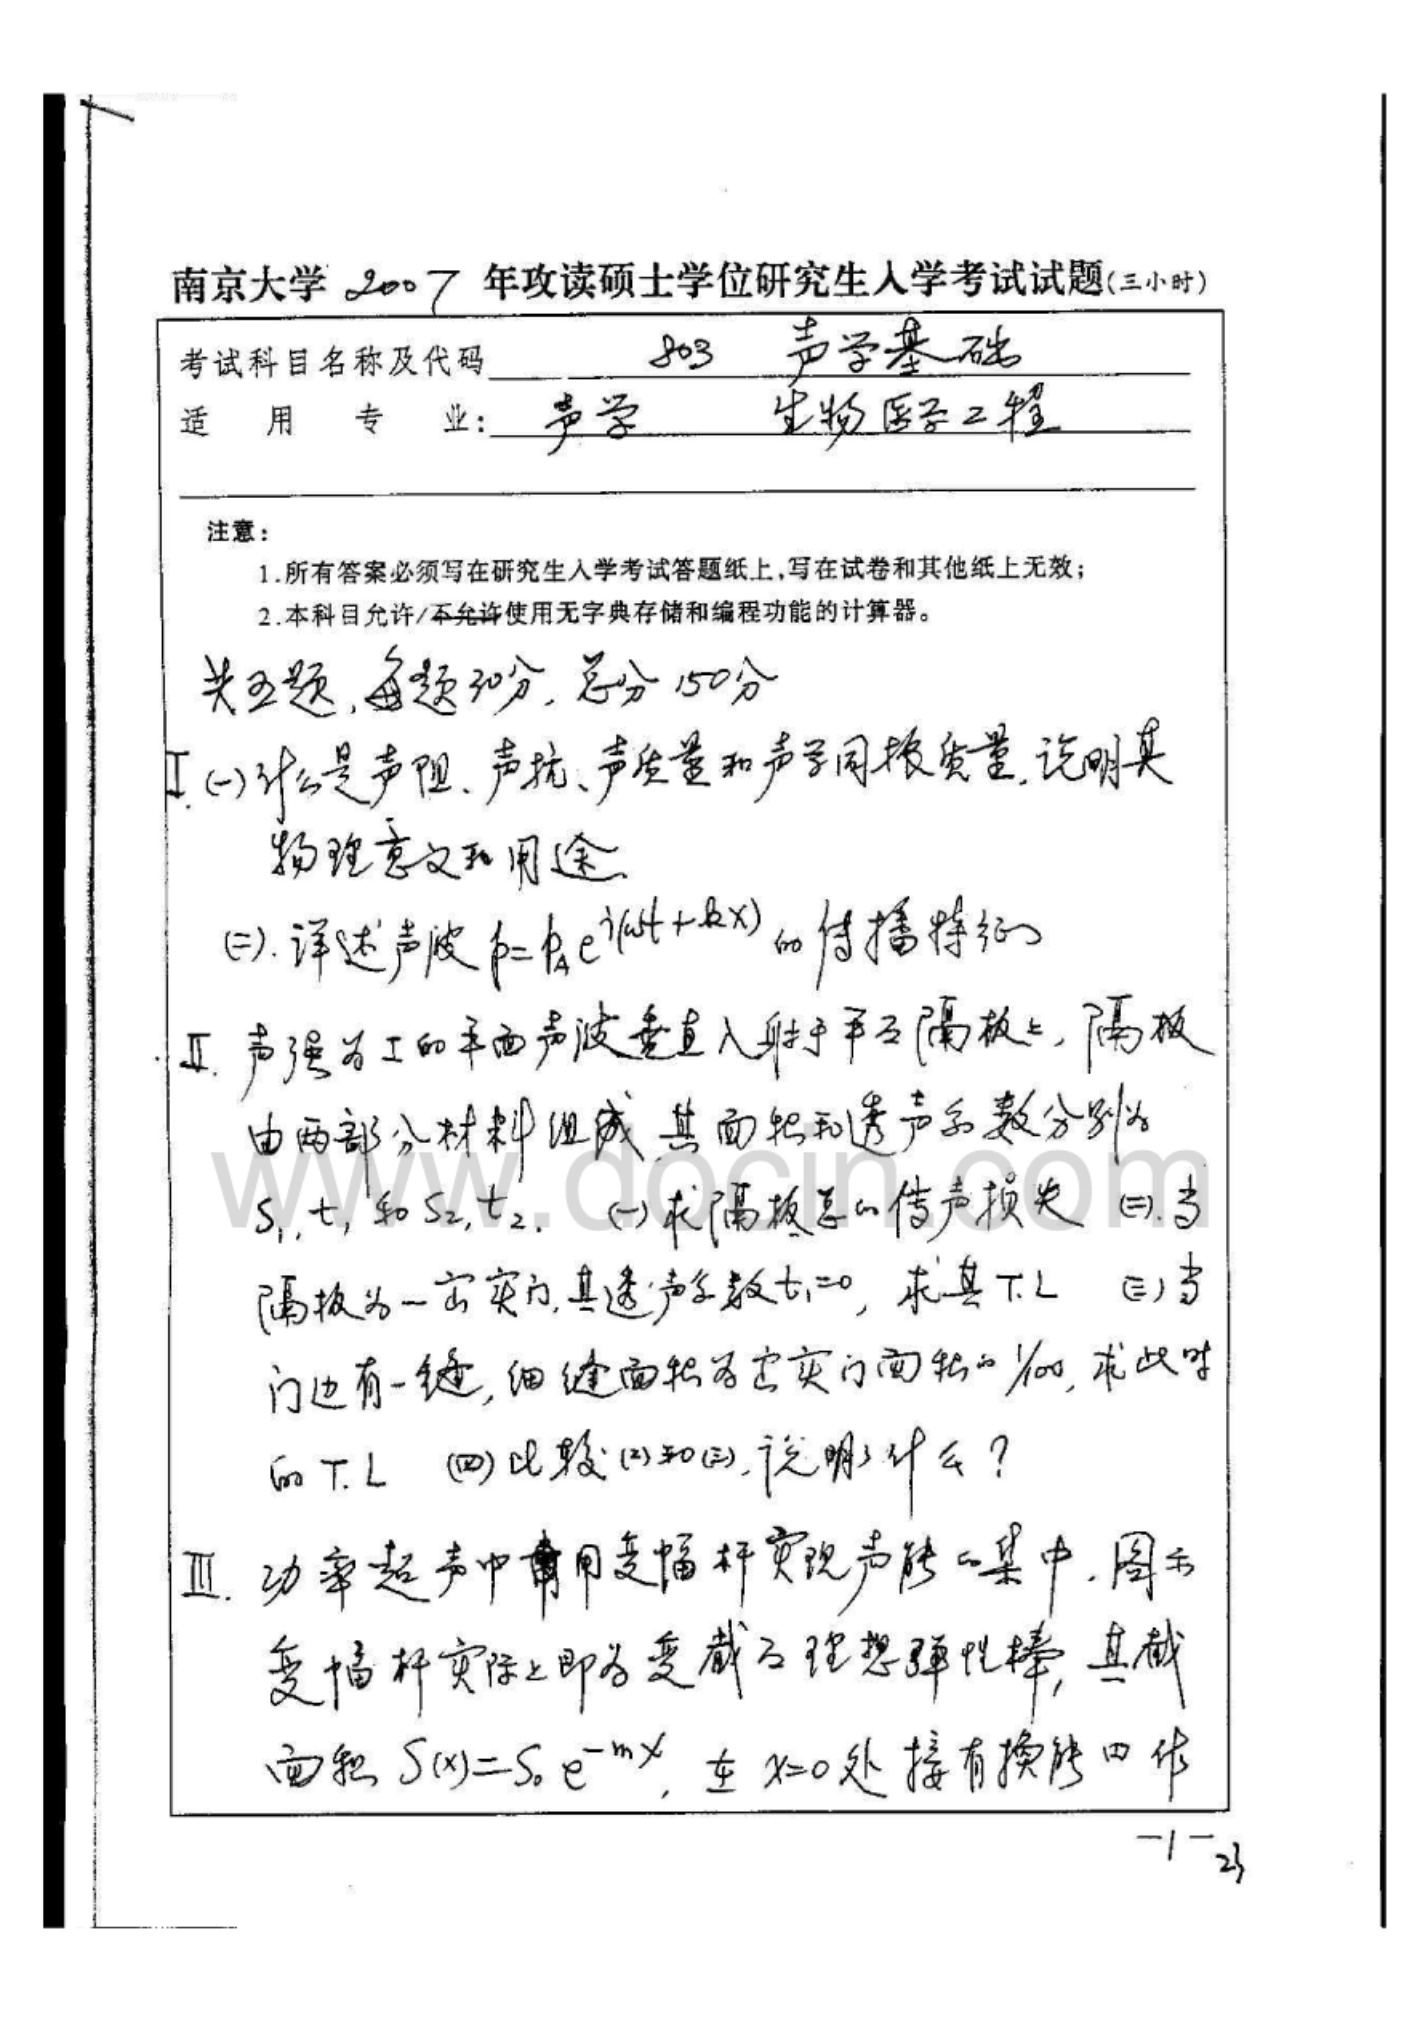 南京大学 2007 年攻读硕士学位研究生入学考试试题(三小时)
考试科目名称及代码 803 声学基础
适用专业: 声学 生物医学工程
注意:
1.所有答案必须写在研究生入学考试答题纸上,写在试卷和其他纸上无效;
2.本科目允许/不允许使用无字典存储和编程功能的计算器。
共五题,每题30分,总分150分
I.(一)什么是声阻、声抗、声质量和声学同振质量,说明其
物理意义和用途.
(二).详述声波p=p_A e^{j(ωt+kx)}的传播特征
II. 声强为I的平面声波垂直入射于平面隔板上,隔板
由两部分材料组成,其面积和透声系数分别为
S₁,t₁和S₂,t₂. (一)求隔板总的传声损失 (二).当
隔板为一密实门,其透声系数t₁=0,求其T.L (三)当
门边有一缝,细缝面积为密实门面积的1/100,求此时
的T.L (四)比较(二)和(三),说明了什么?
III. 功率超声中常用变幅杆实现声能的集中.图示
变幅杆实际上即为变截面理想弹性棒,其截
面积S(x)=S₀e^{-mx},在x=0处接有换能器作
-1-
23
www.docin.com